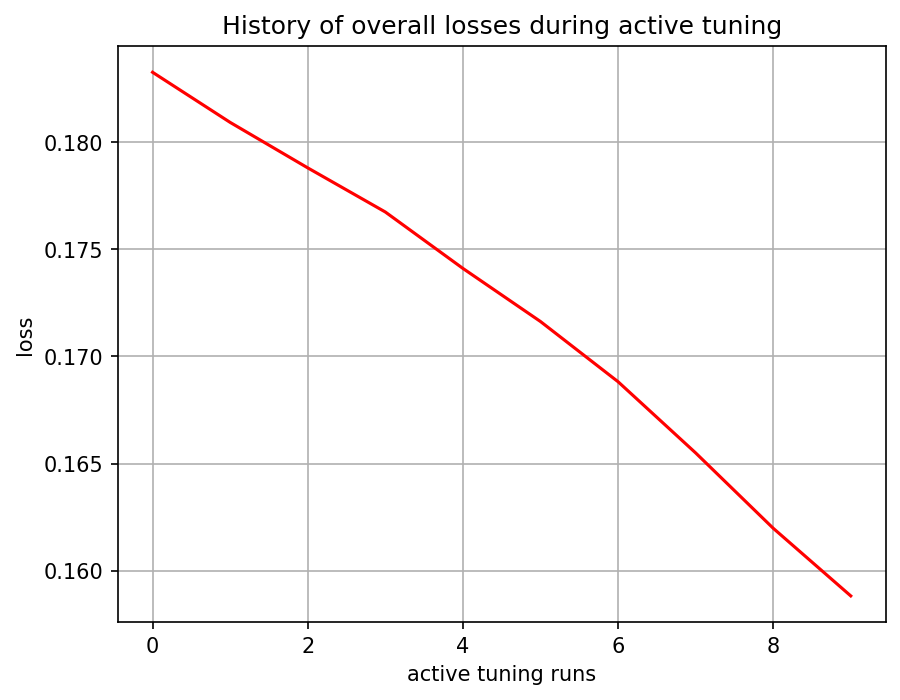 History of overall losses during active tuning
0.180
0.175
0.170
0.165
0.160
loss
0 2 4 6 8
active tuning runs